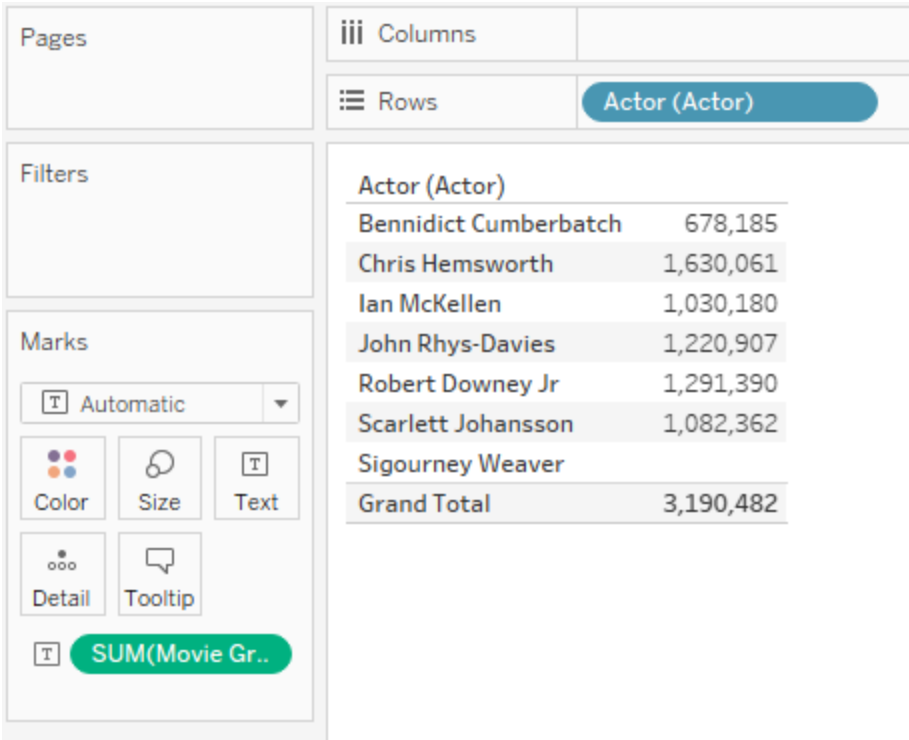 Pages
Columns
Rows
Actor (Actor)
Filters
Actor (Actor)
Bennidict Cumberbatch 678,185
Chris Hemsworth 1,630,061
Ian McKellen 1,030,180
John Rhys-Davies 1,220,907
Robert Downey Jr 1,291,390
Scarlett Johansson 1,082,362
Sigourney Weaver
Grand Total 3,190,482
Marks
T Automatic
T
Color Size Text
Detail Tooltip
T SUM(Movie Gr..